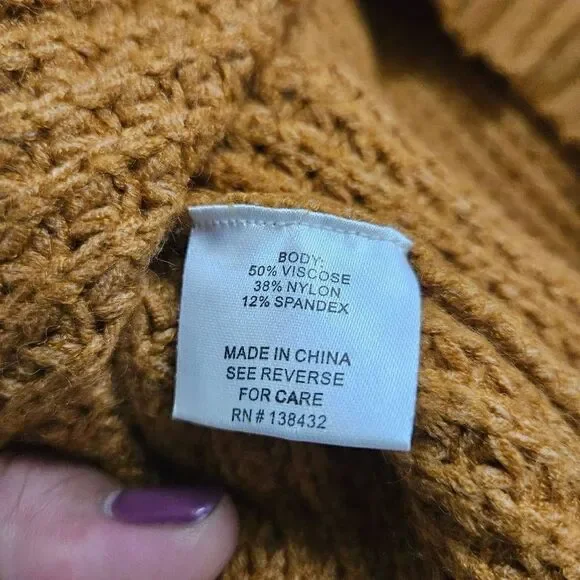 BODY:
50% VISCOSE
38% NYLON
12% SPANDEX
MADE IN CHINA
SEE REVERSE
FOR CARE
RN # 138432